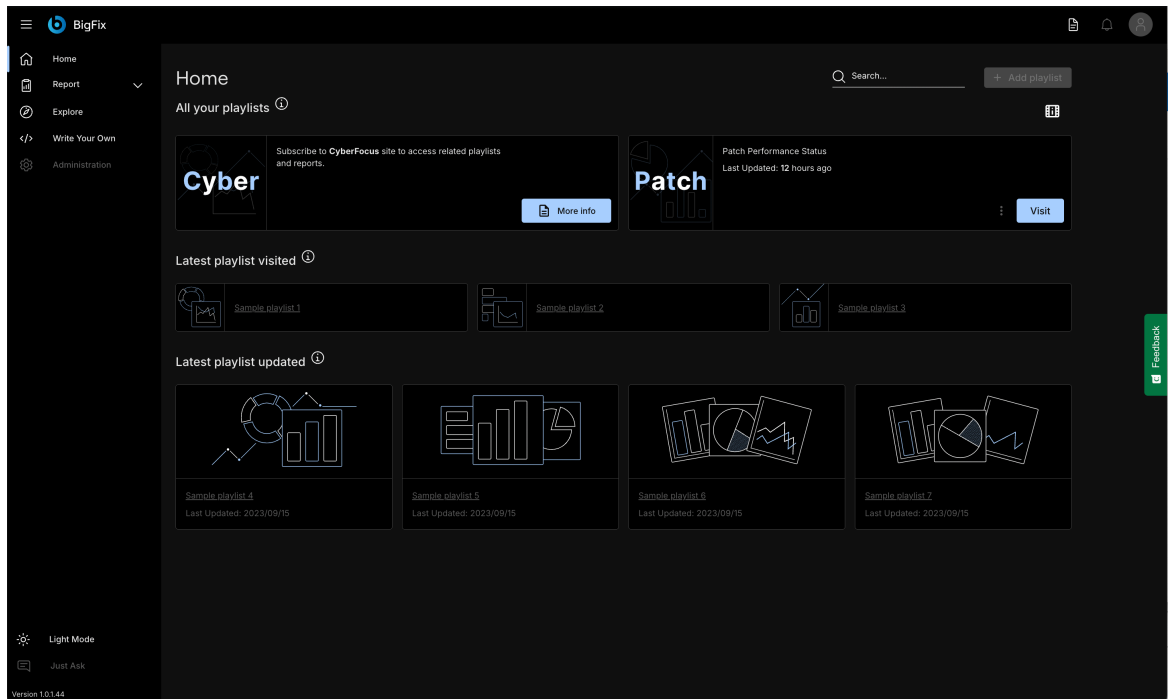 BigFix
Home
Report
Explore
Write Your Own
Administration
Home
Search...
+ Add playlist
All your playlists
Cyber
Subscribe to CyberFocus site to access related playlists
and reports.
More info
Patch
Patch Performance Status
Last Updated: 12 hours ago
Visit
Latest playlist visited
Sample playlist 1
Sample playlist 2
Sample playlist 3
Latest playlist updated
Sample playlist 4
Last Updated: 2023/09/15
Sample playlist 5
Last Updated: 2023/09/15
Sample playlist 6
Last Updated: 2023/09/15
Sample playlist 7
Last Updated: 2023/09/15
Feedback
Light Mode
Just Ask
Version 1.0.1.44